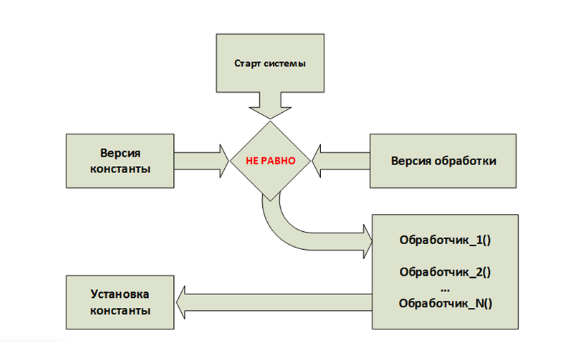 Старт системы
Версия
константы
НЕ РАВНО
Версия обработки
Обработчик_1()
Обработчик_2()
...
Обработчик_N()
Установка
константы